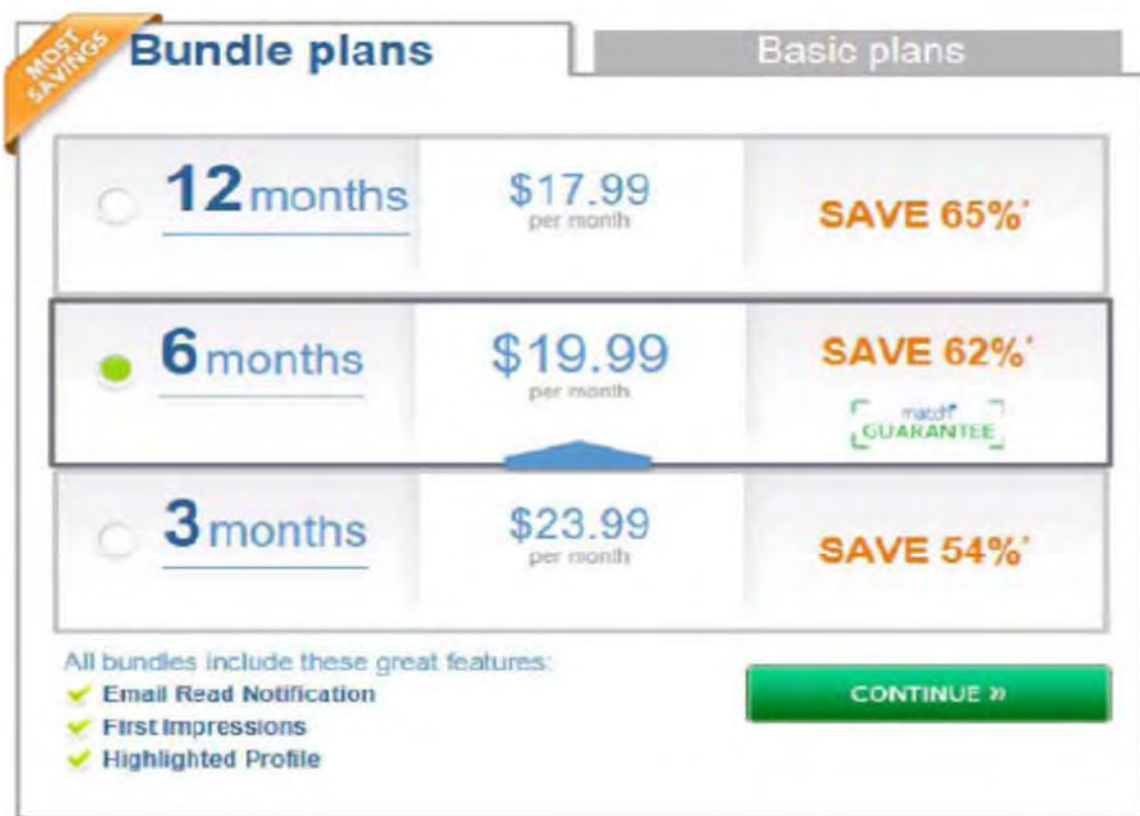 MOST
SAVINGS
Bundle plans
Basic plans
12 months
$17.99
per month
SAVE 65%*
6 months
$19.99
per month
SAVE 62%*
match
GUARANTEE
3 months
$23.99
per month
SAVE 54%*
All bundles include these great features:
Email Read Notification
First Impressions
Highlighted Profile
CONTINUE »